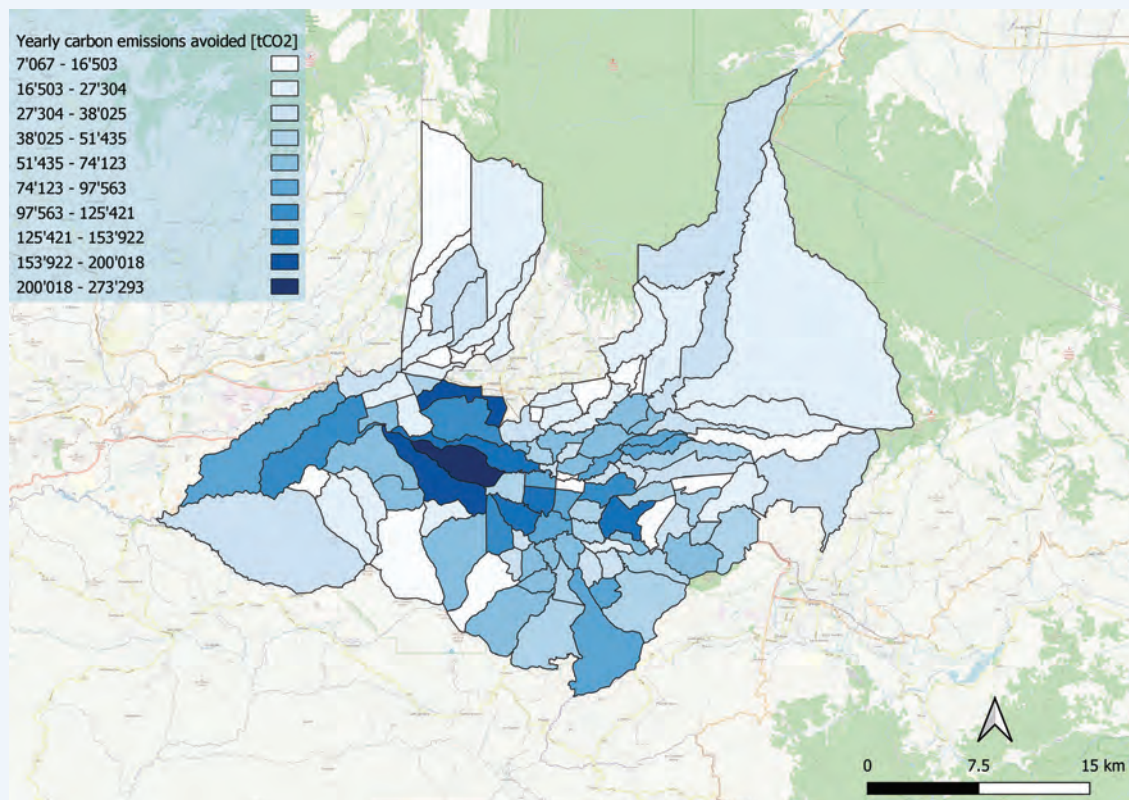 Yearly carbon emissions avoided [tCO2]
7'067 - 16'503
16'503 - 27'304
27'304 - 38'025
38'025 - 51'435
51'435 - 74'123
74'123 - 97'563
97'563 - 125'421
125'421 - 153'922
153'922 - 200'018
200'018 - 273'293
0 7.5 15 km